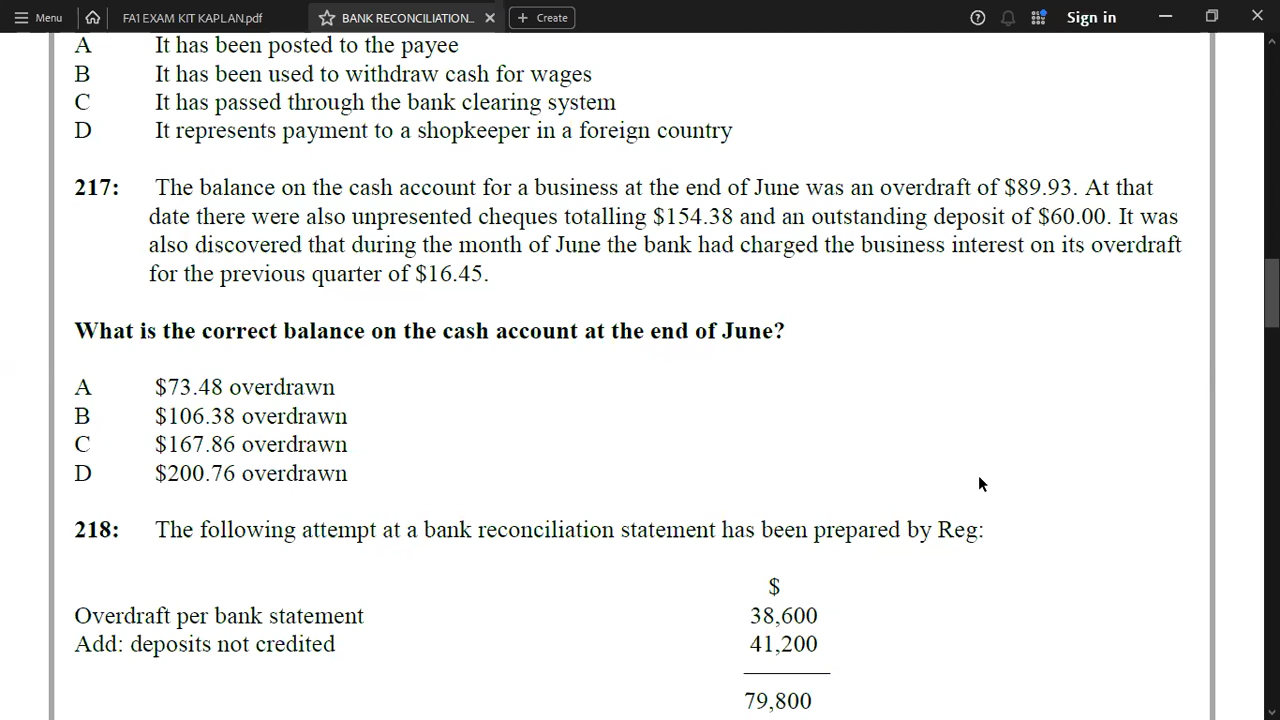 Menu FA1 EXAM KIT KAPLAN.pdf BANK RECONCILIATION... Create Sign in
A It has been posted to the payee
B It has been used to withdraw cash for wages
C It has passed through the bank clearing system
D It represents payment to a shopkeeper in a foreign country
217: The balance on the cash account for a business at the end of June was an overdraft of $89.93. At that
date there were also unpresented cheques totalling $154.38 and an outstanding deposit of $60.00. It was
also discovered that during the month of June the bank had charged the business interest on its overdraft
for the previous quarter of $16.45.
What is the correct balance on the cash account at the end of June?
A $73.48 overdrawn
B $106.38 overdrawn
C $167.86 overdrawn
D $200.76 overdrawn
218: The following attempt at a bank reconciliation statement has been prepared by Reg:
$
Overdraft per bank statement 38,600
Add: deposits not credited 41,200
79,800